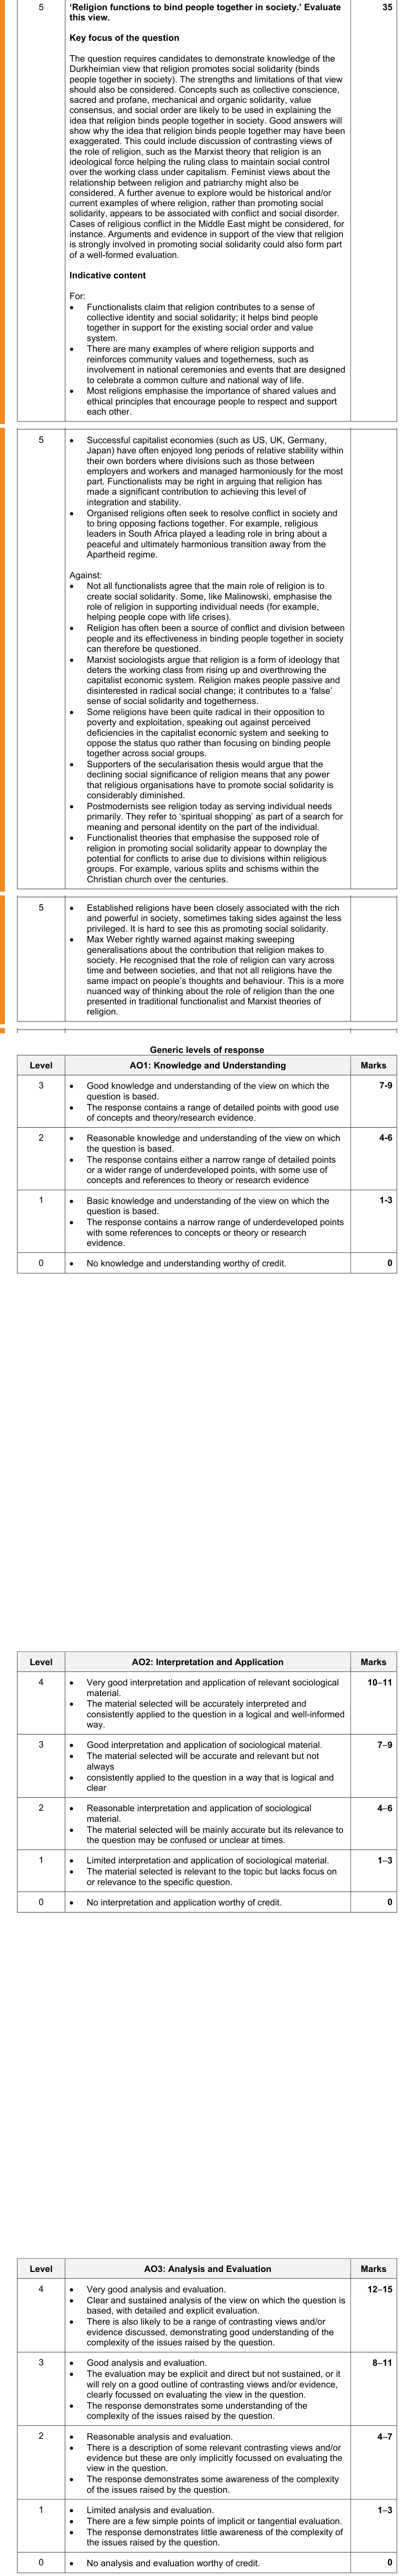 5
‘Religion functions to bind people together in society.’ Evaluate
this view.
35
Key focus of the question
The question requires candidates to demonstrate knowledge of the
Durkheimian view that religion promotes social solidarity (binds
people together in society). The strengths and limitations of that view
should also be considered. Concepts such as collective conscience,
sacred and profane, mechanical and organic solidarity, value
consensus, and social order are likely to be used in explaining the
idea that religion binds people together in society. Good answers will
show why the idea that religion binds people together may have been
exaggerated. This could include discussion of contrasting views of
the role of religion, such as the Marxist theory that religion is an
ideological force helping the ruling class to maintain social control
over the working class under capitalism. Feminist views about the
relationship between religion and patriarchy might also be
considered. A further avenue to explore would be historical and/or
current examples of where religion, rather than promoting social
solidarity, appears to be associated with conflict and social disorder.
Cases of religious conflict in the Middle East might be considered, for
instance. Arguments and evidence in support of the view that religion
is strongly involved in promoting social solidarity could also form part
of a well-formed evaluation.
Indicative content
For:
• Functionalists claim that religion contributes to a sense of
collective identity and social solidarity; it helps bind people
together in support for the existing social order and value
system.
• There are many examples of where religion supports and
reinforces community values and togetherness, such as
involvement in national ceremonies and events that are designed
to celebrate a common culture and national way of life.
• Most religions emphasise the importance of shared values and
ethical principles that encourage people to respect and support
each other.
5
• Successful capitalist economies (such as US, UK, Germany,
Japan) have often enjoyed long periods of relative stability within
their own borders where divisions such as those between
employers and workers and managed harmoniously for the most
part. Functionalists may be right in arguing that religion has
made a significant contribution to achieving this level of
integration and stability.
• Organised religions often seek to resolve conflict in society and
to bring opposing factions together. For example, religious
leaders in South Africa played a leading role in bring about a
peaceful and ultimately harmonious transition away from the
Apartheid regime.
Against:
• Not all functionalists agree that the main role of religion is to
create social solidarity. Some, like Malinowski, emphasise the
role of religion in supporting individual needs (for example,
helping people cope with life crises).
• Religion has often been a source of conflict and division between
people and its effectiveness in binding people together in society
can therefore be questioned.
• Marxist sociologists argue that religion is a form of ideology that
deters the working class from rising up and overthrowing the
capitalist economic system. Religion makes people passive and
disinterested in radical social change; it contributes to a ‘false’
sense of social solidarity and togetherness.
• Some religions have been quite radical in their opposition to
poverty and exploitation, speaking out against perceived
deficiencies in the capitalist economic system and seeking to
oppose the status quo rather than focusing on binding people
together across social groups.
• Supporters of the secularisation thesis would argue that the
declining social significance of religion means that any power
that religious organisations have to promote social solidarity is
considerably diminished.
• Postmodernists see religion today as serving individual needs
primarily. They refer to ‘spiritual shopping’ as part of a search for
meaning and personal identity on the part of the individual.
• Functionalist theories that emphasise the supposed role of
religion in promoting social solidarity appear to downplay the
potential for conflicts to arise due to divisions within religious
groups. For example, various splits and schisms within the
Christian church over the centuries.
5
• Established religions have been closely associated with the rich
and powerful in society, sometimes taking sides against the less
privileged. It is hard to see this as promoting social solidarity.
• Max Weber rightly warned against making sweeping
generalisations about the contribution that religion makes to
society. He recognised that the role of religion can vary across
time and between societies, and that not all religions have the
same impact on people’s thoughts and behaviour. This is a more
nuanced way of thinking about the role of religion than the one
presented in traditional functionalist and Marxist theories of
religion.
Generic levels of response
Level AO1: Knowledge and Understanding Marks
3 • Good knowledge and understanding of the view on which the 7-9
question is based.
• The response contains a range of detailed points with good use
of concepts and theory/research evidence.
2 • Reasonable knowledge and understanding of the view on which 4-6
the question is based.
• The response contains either a narrow range of detailed points
or a wider range of underdeveloped points, with some use of
concepts and references to theory or research evidence
1 • Basic knowledge and understanding of the view on which the 1-3
question is based.
• The response contains a narrow range of underdeveloped points
with some references to concepts or theory or research
evidence.
0 • No knowledge and understanding worthy of credit. 0
Level AO2: Interpretation and Application Marks
4 • Very good interpretation and application of relevant sociological 10–11
material.
• The material selected will be accurately interpreted and
consistently applied to the question in a logical and well-informed
way.
3 • Good interpretation and application of sociological material. 7–9
• The material selected will be accurate and relevant but not
always
• consistently applied to the question in a way that is logical and
clear
2 • Reasonable interpretation and application of sociological 4–6
material.
• The material selected will be mainly accurate but its relevance to
the question may be confused or unclear at times.
1 • Limited interpretation and application of sociological material. 1–3
• The material selected is relevant to the topic but lacks focus on
or relevance to the specific question.
0 • No interpretation and application worthy of credit. 0
Level AO3: Analysis and Evaluation Marks
4 • Very good analysis and evaluation. 12–15
• Clear and sustained analysis of the view on which the question is
based, with detailed and explicit evaluation.
• There is also likely to be a range of contrasting views and/or
evidence discussed, demonstrating good understanding of the
complexity of the issues raised by the question.
3 • Good analysis and evaluation. 8–11
• The evaluation may be explicit and direct but not sustained, or it
will rely on a good outline of contrasting views and/or evidence,
clearly focussed on evaluating the view in the question.
• The response demonstrates some understanding of the
complexity of the issues raised by the question.
2 • Reasonable analysis and evaluation. 4–7
• There is a description of some relevant contrasting views and/or
evidence but these are only implicitly focussed on evaluating the
view in the question.
• The response demonstrates some awareness of the complexity
of the issues raised by the question.
1 • Limited analysis and evaluation. 1–3
• There are a few simple points of implicit or tangential evaluation.
• The response demonstrates little awareness of the complexity of
the issues raised by the question.
0 • No analysis and evaluation worthy of credit. 0